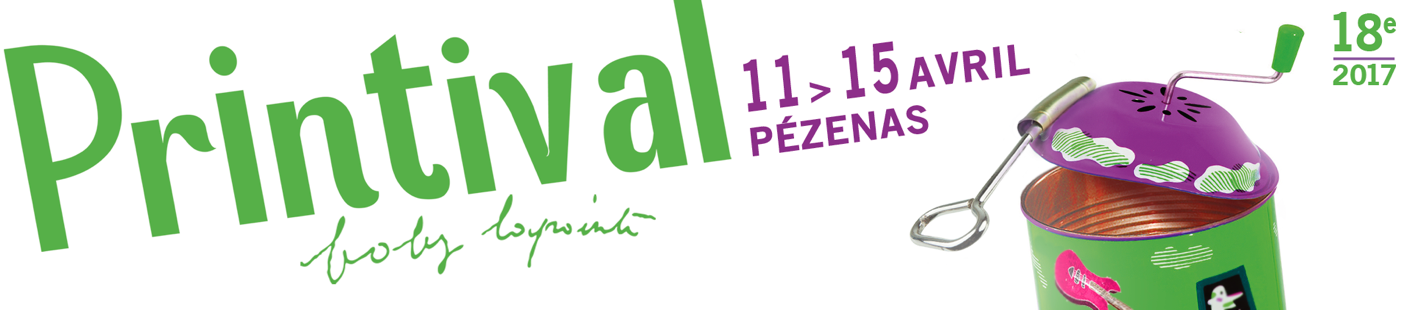 Printival
boby lapointe
11 > 15 AVRIL
PÉZENAS
18e
2017